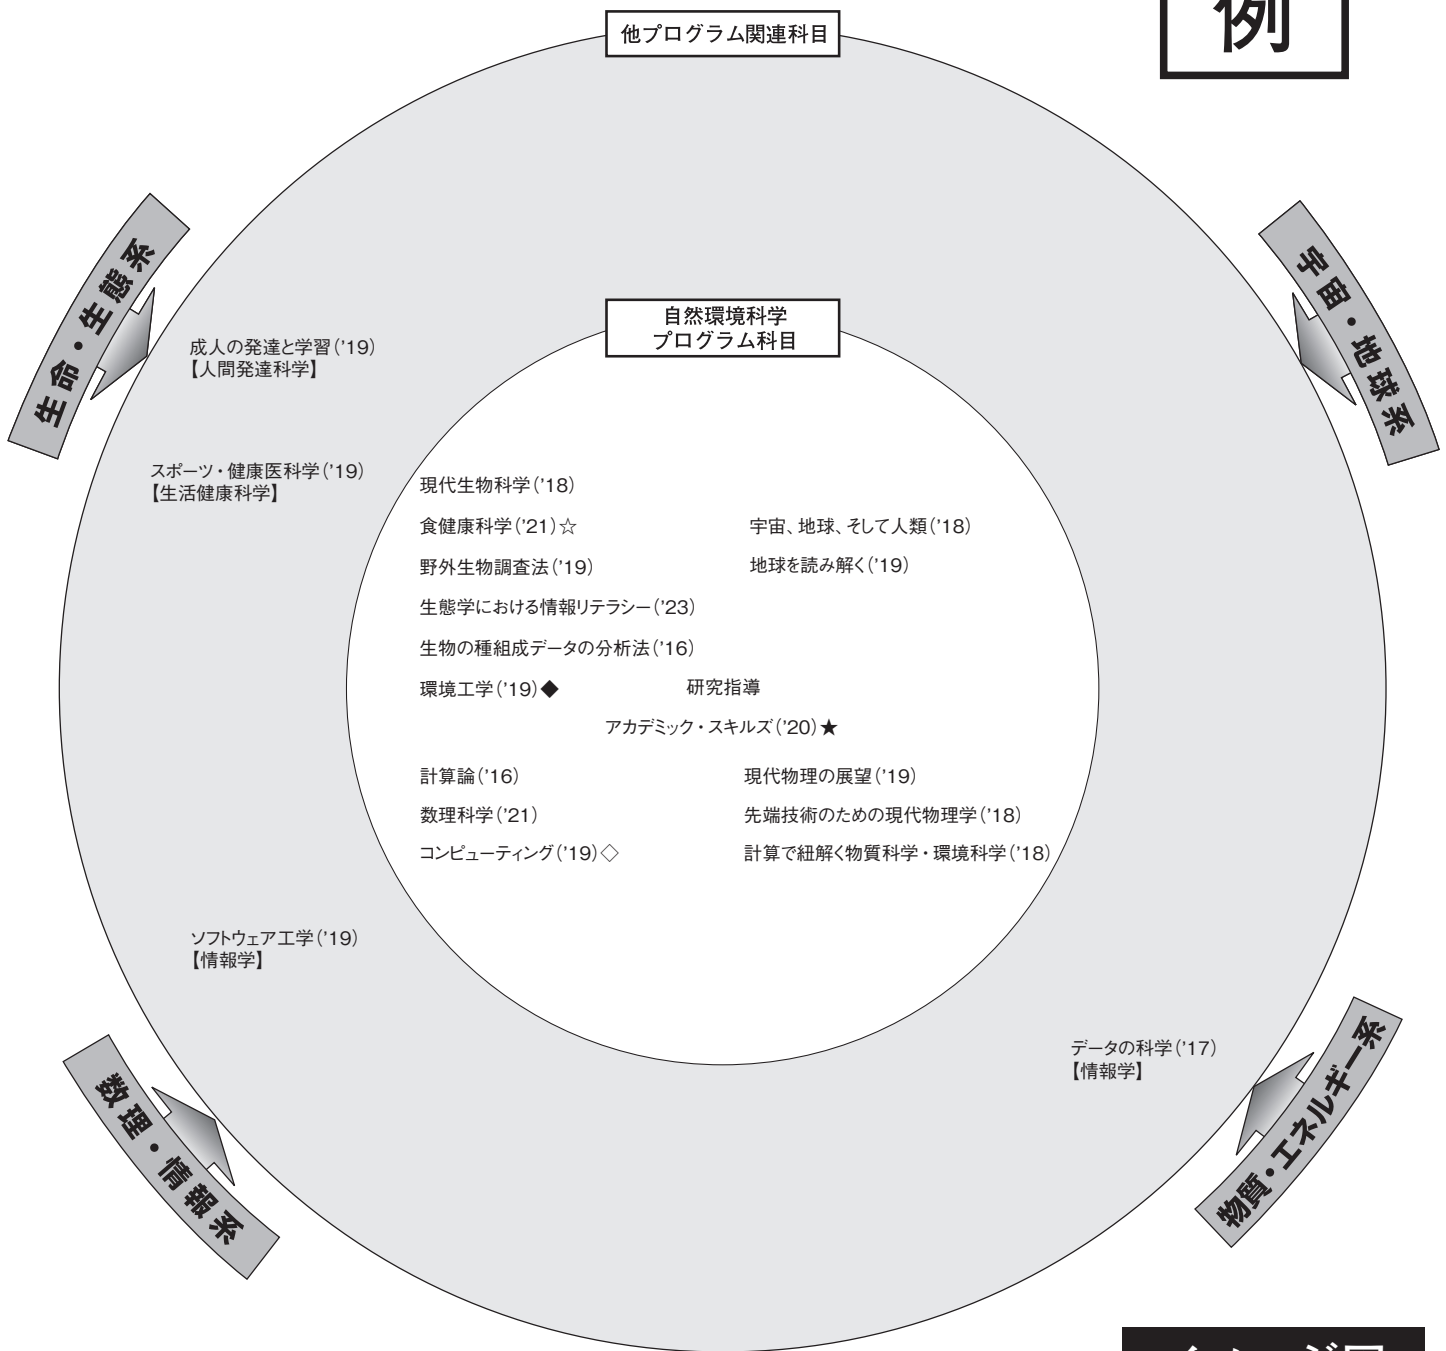 例
他プログラム関連科目
生命・生態系
宇宙・地球系
自然環境科学
プログラム科目
成人の発達と学習('19)
【人間発達科学】
スポーツ・健康医科学('19)
【生活健康科学】
現代生物科学('18)
食健康科学('21)☆
宇宙、地球、そして人類('18)
野外生物調査法('19)
地球を読み解く('19)
生態学における情報リテラシー('23)
生物の種組成データの分析法('16)
環境工学('19)◆
研究指導
アカデミック・スキルズ('20)★
計算論('16)
現代物理の展望('19)
数理科学('21)
先端技術のための現代物理学('18)
コンピューティング('19)◇
計算で紐解く物質科学・環境科学('18)
ソフトウェア工学('19)
【情報学】
データの科学('17)
【情報学】
数理・情報系
物質・エネルギー系